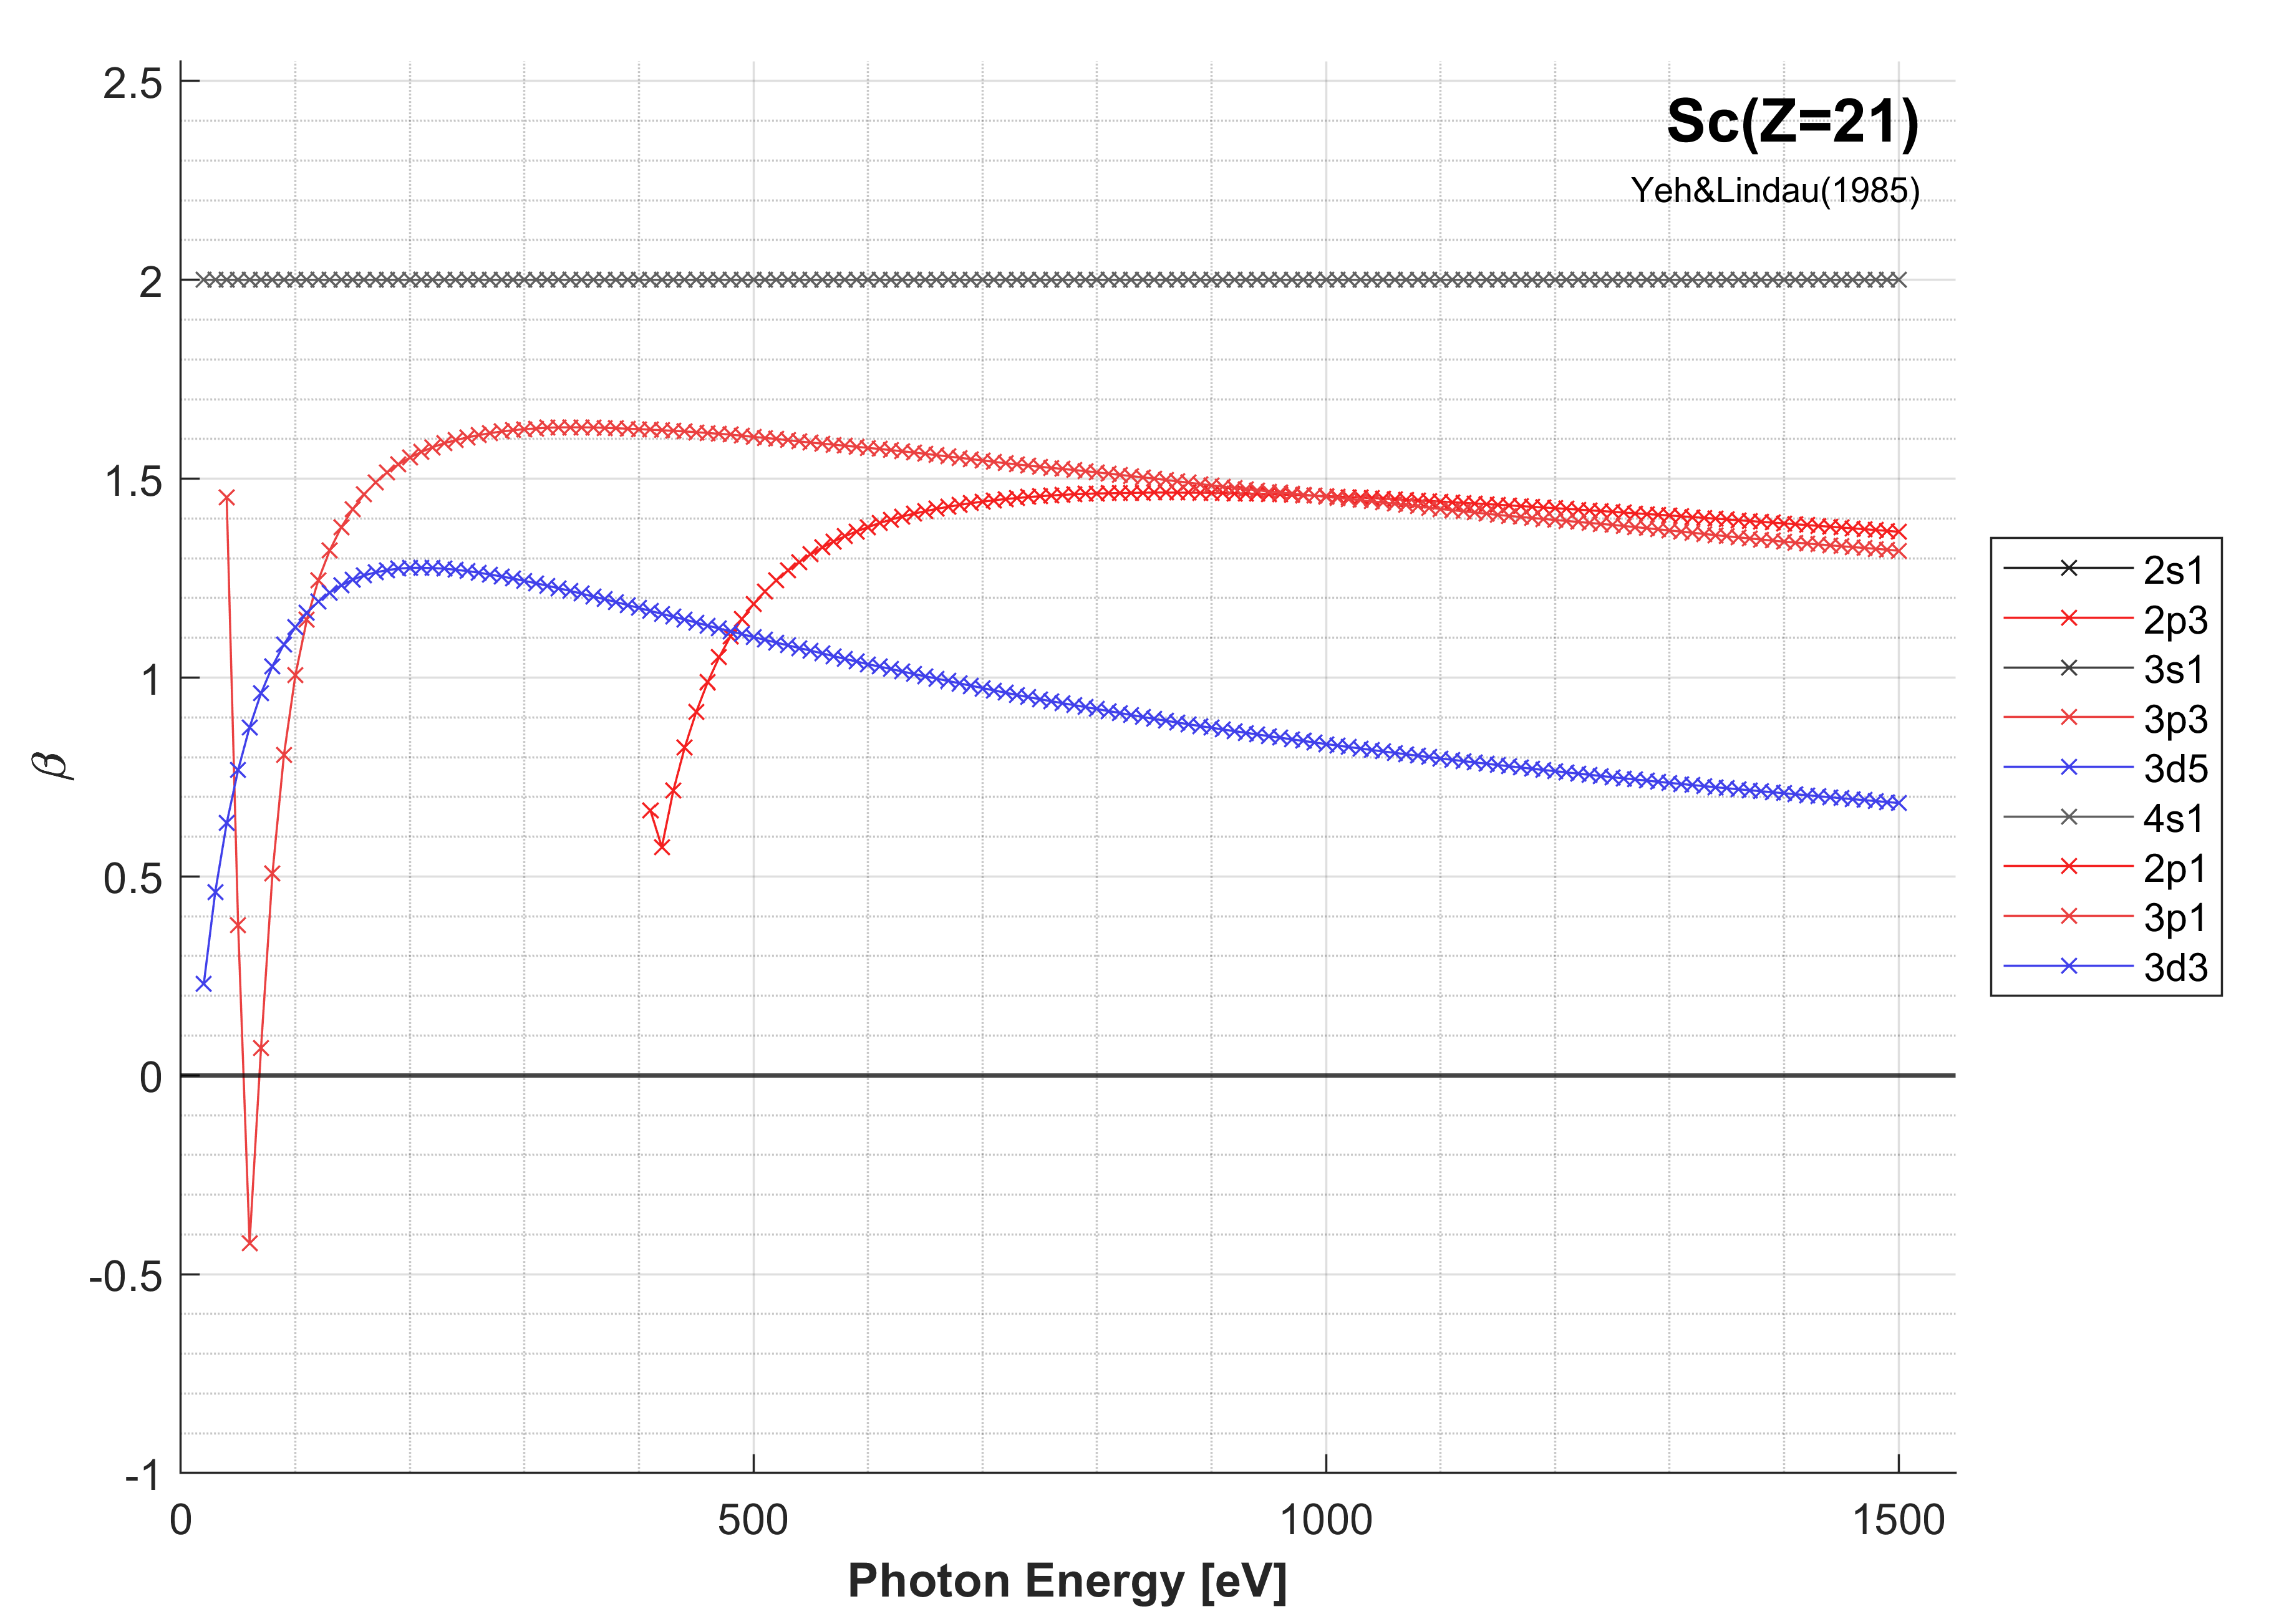 Sc(Z=21)
Yeh&Lindau(1985)
2.5
2
1.5
1
0.5
0
-0.5
-1
β
0
500
1000
1500
Photon Energy [eV]
2s1
2p3
3s1
3p3
3d5
4s1
2p1
3p1
3d3